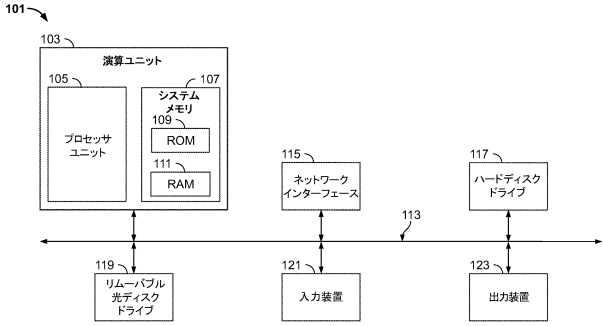 101
103
演算ユニット
105
プロセッサ
ユニット
107
システム
メモリ
109
ROM
111
RAM
115
ネットワーク
インターフェース
117
ハードディスク
ドライブ
113
119
リムーバブル
光ディスク
ドライブ
121
入力装置
123
出力装置